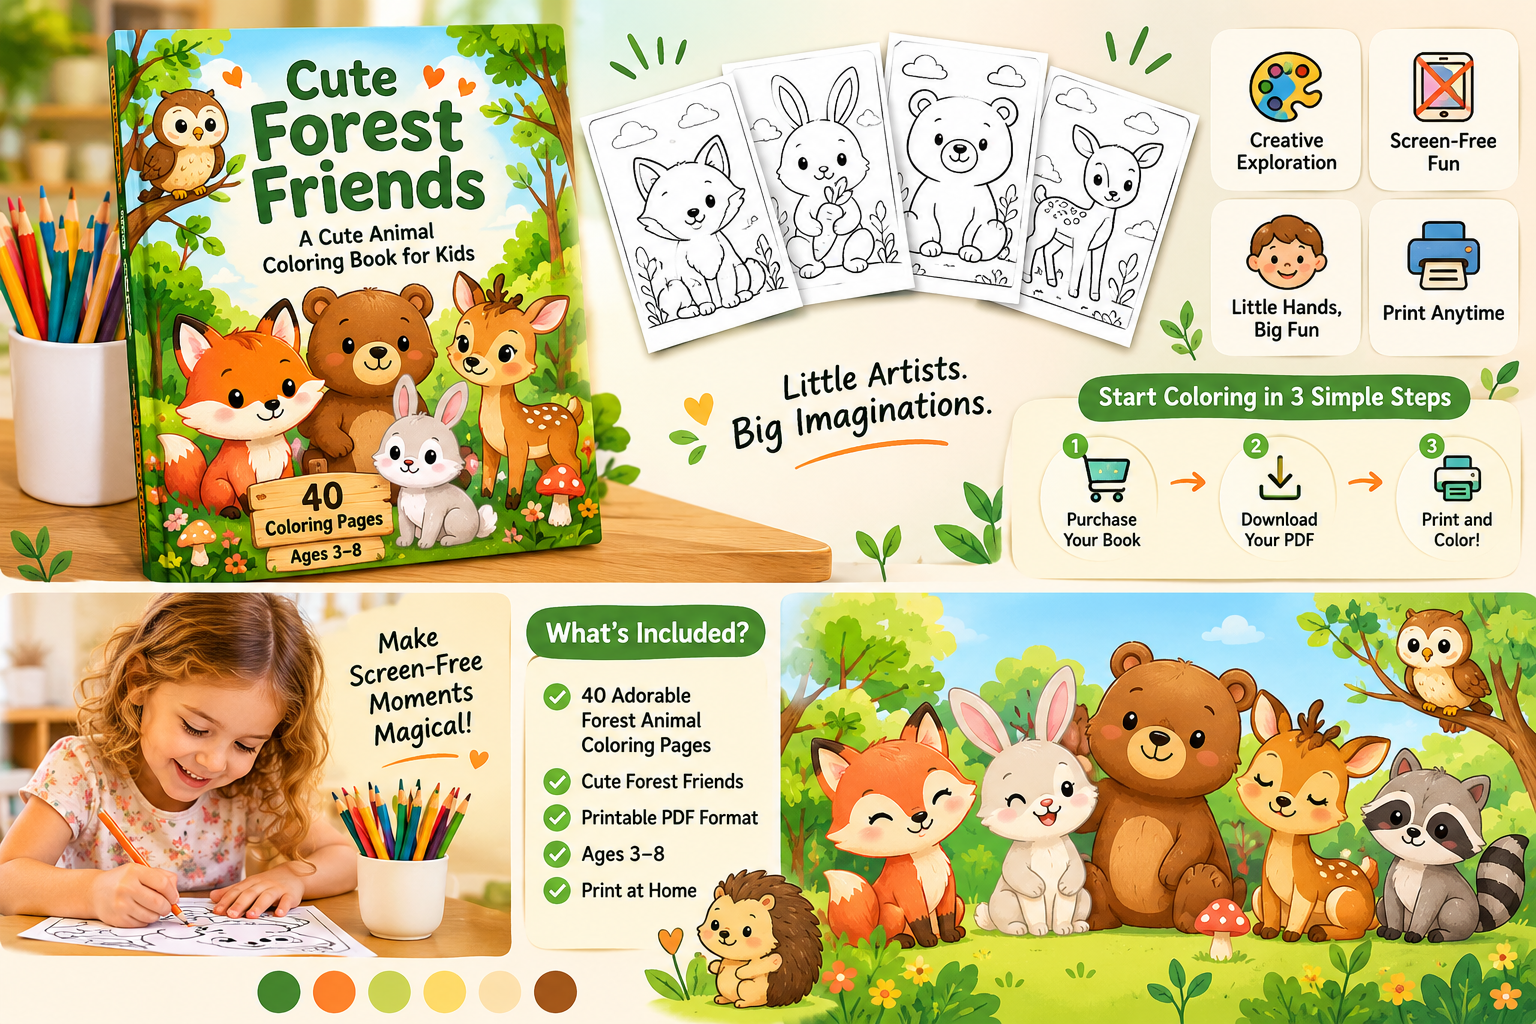 Cute
Forest
Friends
A Cute Animal
Coloring Book for Kids
40
Coloring Pages
Ages 3–8
Little Artists.
Big Imaginations.
Creative
Exploration
Screen-Free
Fun
Little Hands,
Big Fun
Print Anytime
Start Coloring in 3 Simple Steps
1
Purchase
Your Book
2
Download
Your PDF
3
Print and
Color!
Make
Screen-Free
Moments
Magical!
What's Included?
40 Adorable
Forest Animal
Coloring Pages
Cute Forest Friends
Printable PDF Format
Ages 3–8
Print at Home